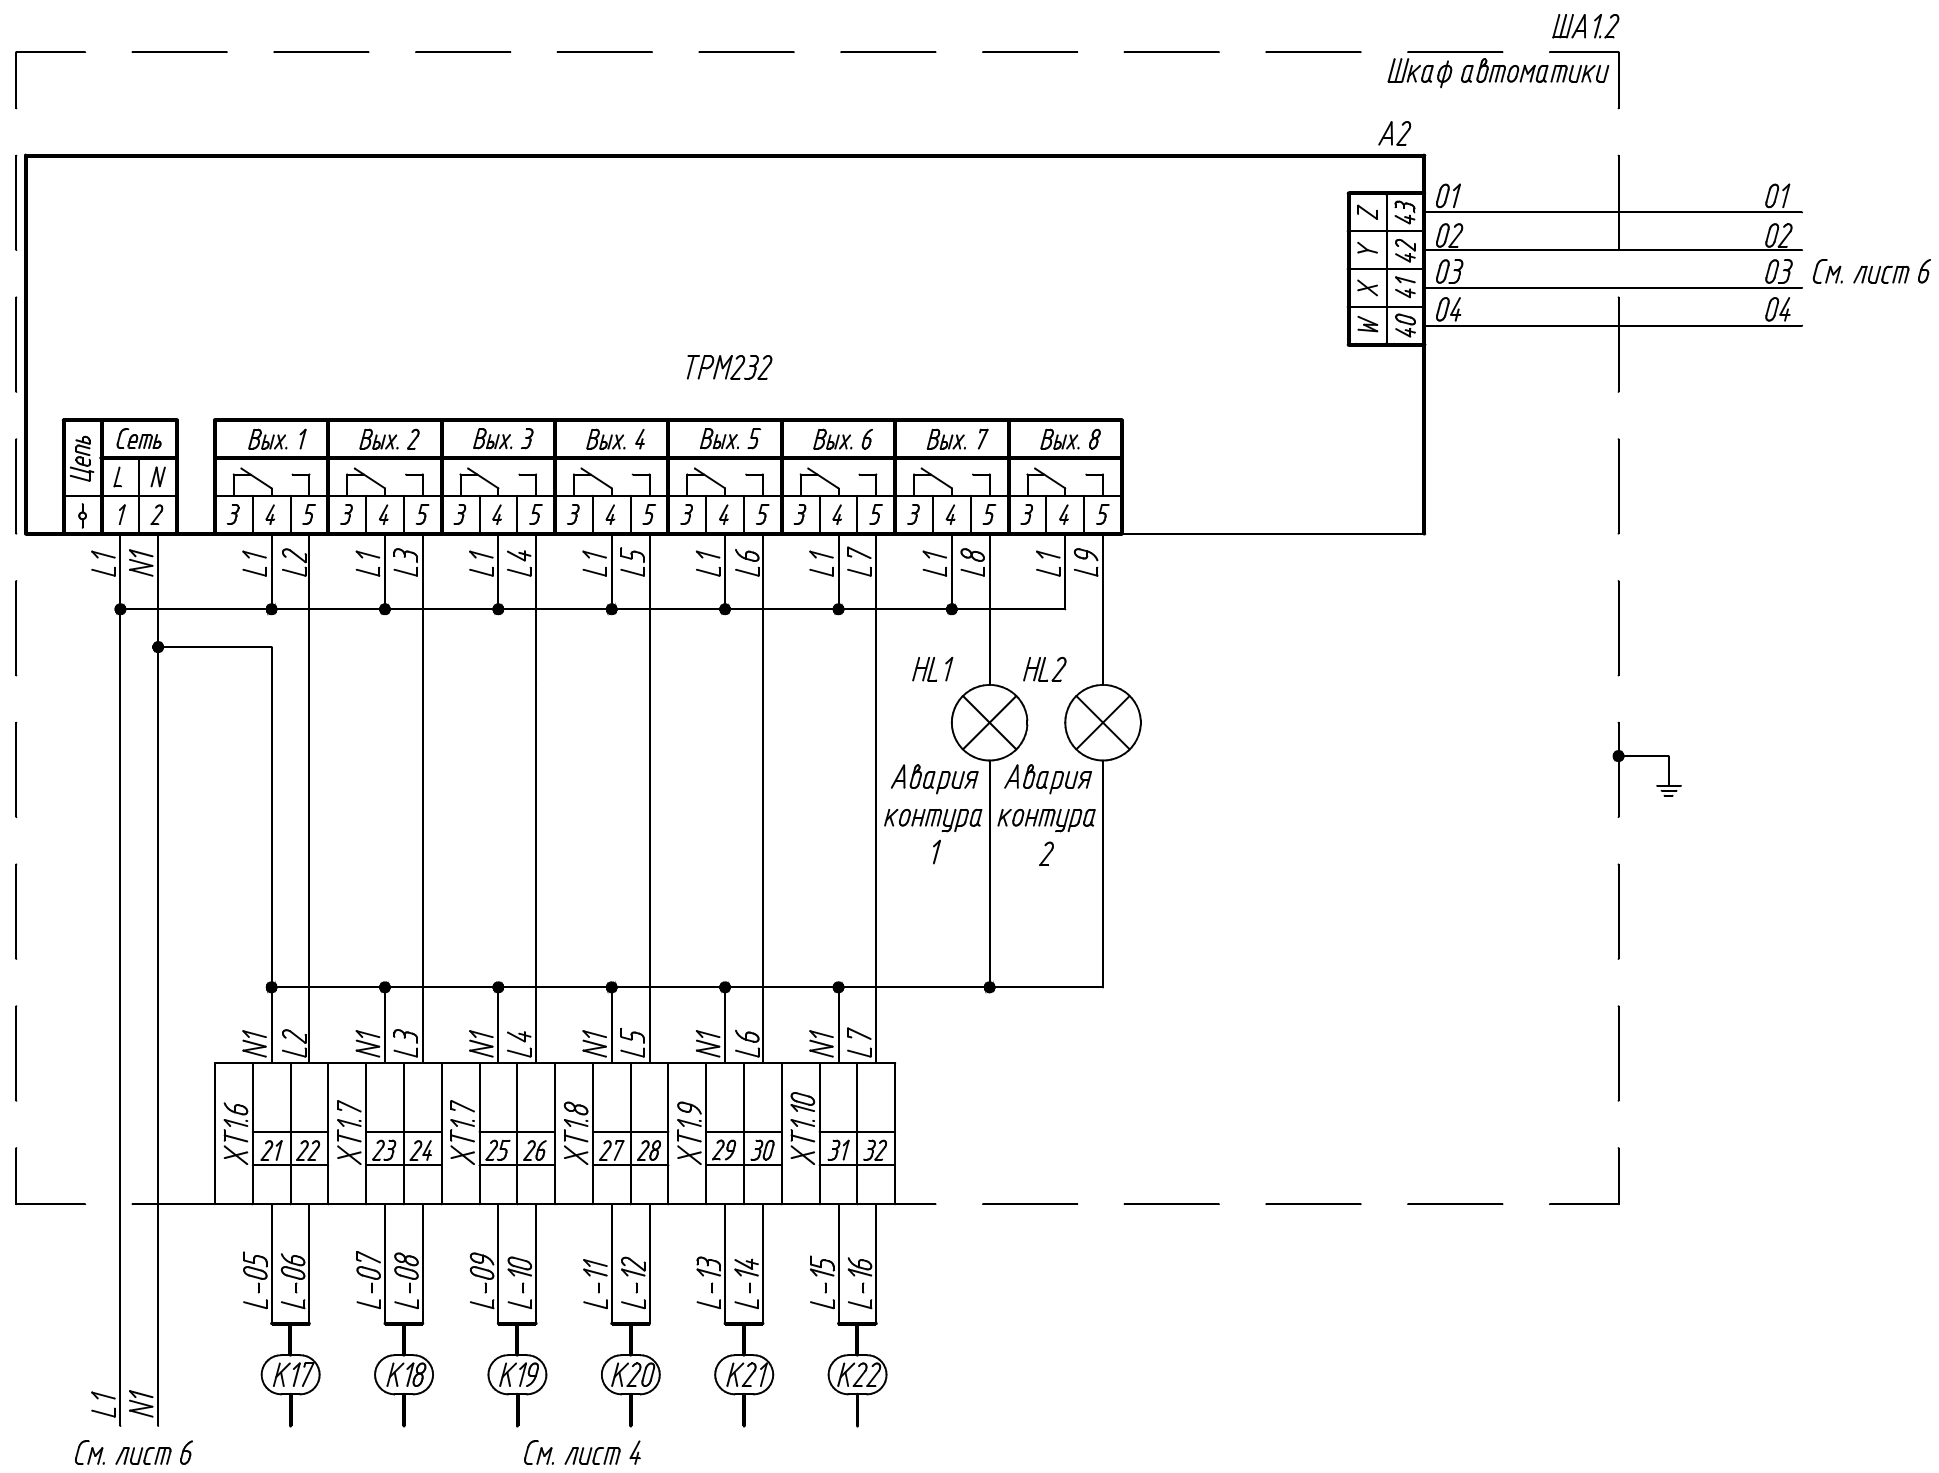 ША1.2
Шкаф автоматики
А2
Z 43 01 01
Y 42 02 02
X 41 03 03 См. лист 6
W 40 04 04
ТРМ232
Цепь Сеть Вых. 1 Вых. 2 Вых. 3 Вых. 4 Вых. 5 Вых. 6 Вых. 7 Вых. 8
L N
1 2 3 4 5 3 4 5 3 4 5 3 4 5 3 4 5 3 4 5 3 4 5 3 4 5
L1 N1 L1 L2 L1 L3 L1 L4 L1 L5 L1 L6 L1 L7 L1 L8 L1 L9
HL1 HL2
Авария
контура
1
Авария
контура
2
N1 L2 N1 L3 N1 L4 N1 L5 N1 L6 N1 L7
XT1.6 21 22 XT1.7 23 24 XT1.7 25 26 XT1.8 27 28 XT1.9 29 30 XT1.10 31 32
L-05 L-06 L-07 L-08 L-09 L-10 L-11 L-12 L-13 L-14 L-15 L-16
К17 К18 К19 К20 К21 К22
L1 N1
См. лист 6
См. лист 4